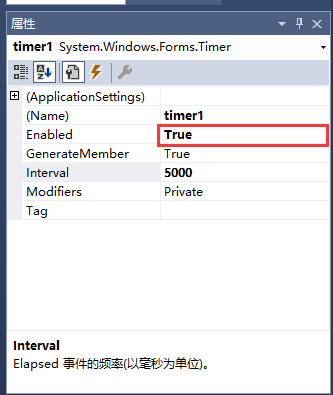 属性
timer1 System.Windows.Forms.Timer
(ApplicationSettings)
(Name) timer1
Enabled True
GenerateMember True
Interval 5000
Modifiers Private
Tag
Interval
Elapsed 事件的频率(以毫秒为单位)。